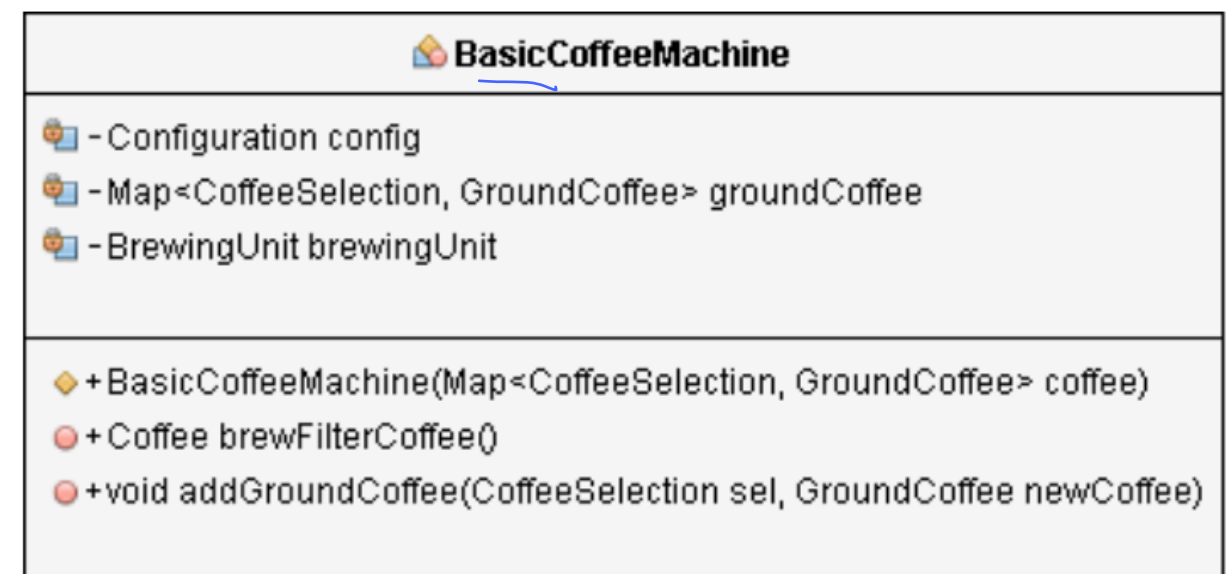 BasicCoffeeMachine
-Configuration config
-Map<CoffeeSelection, GroundCoffee> groundCoffee
-BrewingUnit brewingUnit
+BasicCoffeeMachine(Map<CoffeeSelection, GroundCoffee> coffee)
+Coffee brewFilterCoffee()
+void addGroundCoffee(CoffeeSelection sel, GroundCoffee newCoffee)